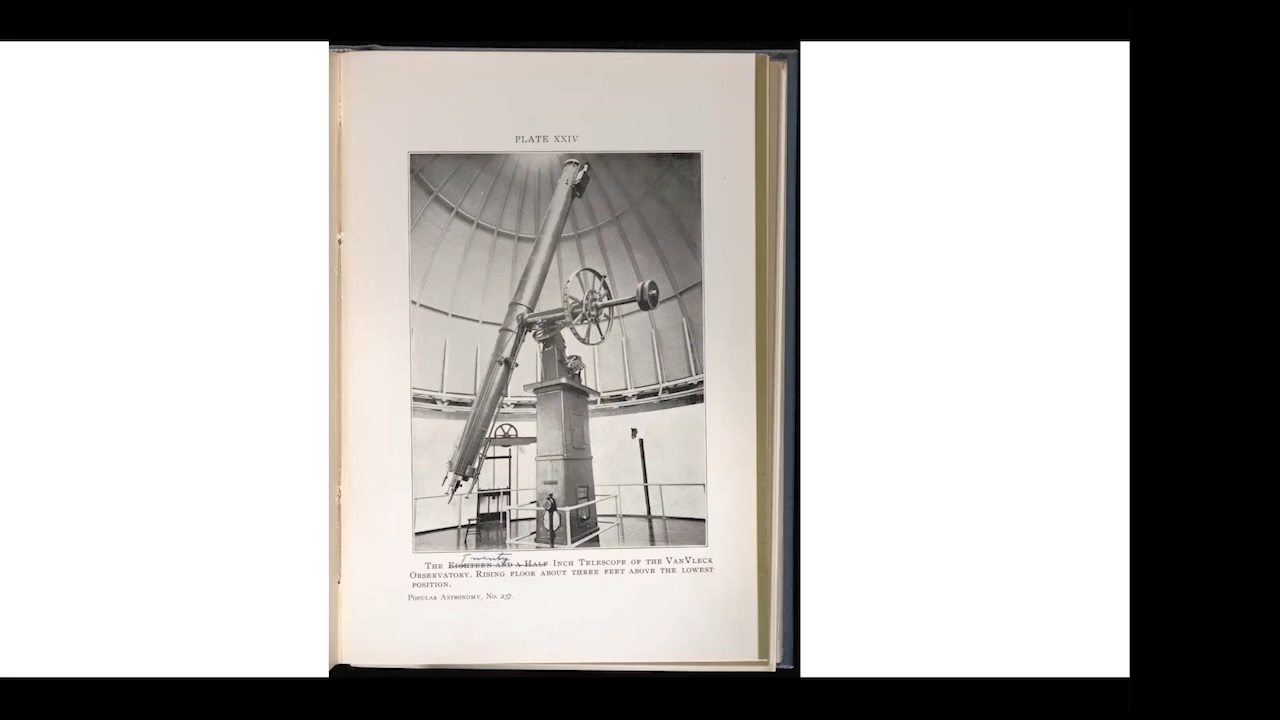 PLATE XXIV
Twenty
THE EIGHTEEN AND A HALF INCH TELESCOPE OF THE VANVLECK
OBSERVATORY. RISING FLOOR ABOUT THREE FEET ABOVE THE LOWEST
POSITION.
POPULAR ASTRONOMY, No. 237.